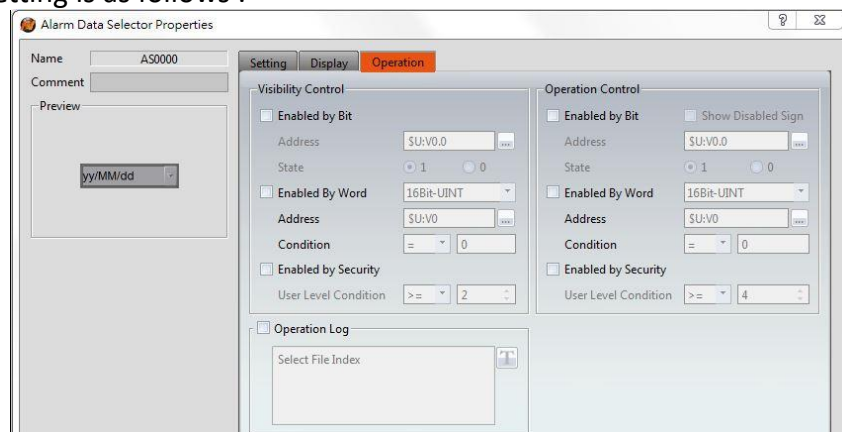 etting is as follows :
Alarm Data Selector Properties
Name AS0000
Comment
Preview
yy/MM/dd
Setting Display Operation
Visibility Control
Enabled by Bit
Address $U:V0.0 ...
State 1 0
Enabled By Word 16Bit-UINT
Address $U:V0 ...
Condition = 0
Enabled by Security
User Level Condition >= 2
Operation Control
Enabled by Bit Show Disabled Sign
Address $U:V0.0 ...
State 1 0
Enabled By Word 16Bit-UINT
Address $U:V0 ...
Condition = 0
Enabled by Security
User Level Condition >= 4
Operation Log
Select File Index T